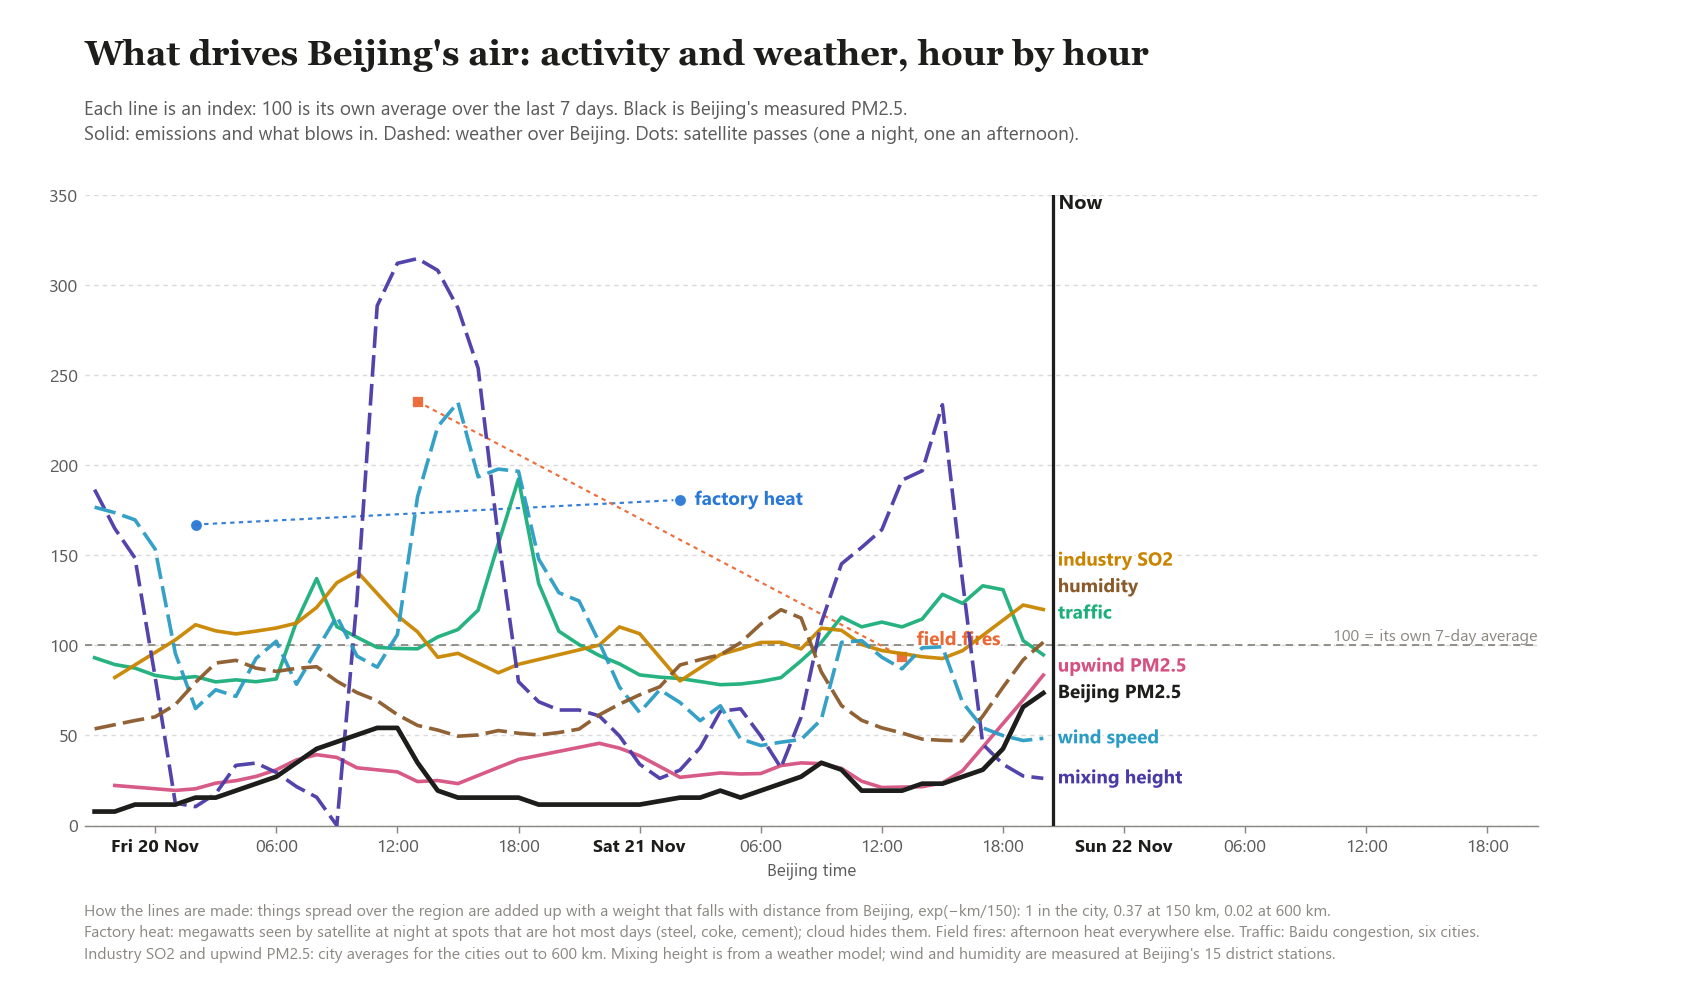 What drives Beijing's air: activity and weather, hour by hour
Each line is an index: 100 is its own average over the last 7 days. Black is Beijing's measured PM2.5.
Solid: emissions and what blows in. Dashed: weather over Beijing. Dots: satellite passes (one a night, one an afternoon).
350
Now
300
250
200
factory heat
150
industry SO2
humidity
traffic
100
field fires
100 = its own 7-day average
upwind PM2.5
Beijing PM2.5
50
wind speed
mixing height
0
Fri 20 Nov
06:00
12:00
18:00
Sat 21 Nov
06:00
12:00
18:00
Sun 22 Nov
06:00
12:00
18:00
Beijing time
How the lines are made: things spread over the region are added up with a weight that falls with distance from Beijing, exp(−km/150): 1 in the city, 0.37 at 150 km, 0.02 at 600 km.
Factory heat: megawatts seen by satellite at night at spots that are hot most days (steel, coke, cement); cloud hides them. Field fires: afternoon heat everywhere else. Traffic: Baidu congestion, six cities.
Industry SO2 and upwind PM2.5: city averages for the cities out to 600 km. Mixing height is from a weather model; wind and humidity are measured at Beijing's 15 district stations.